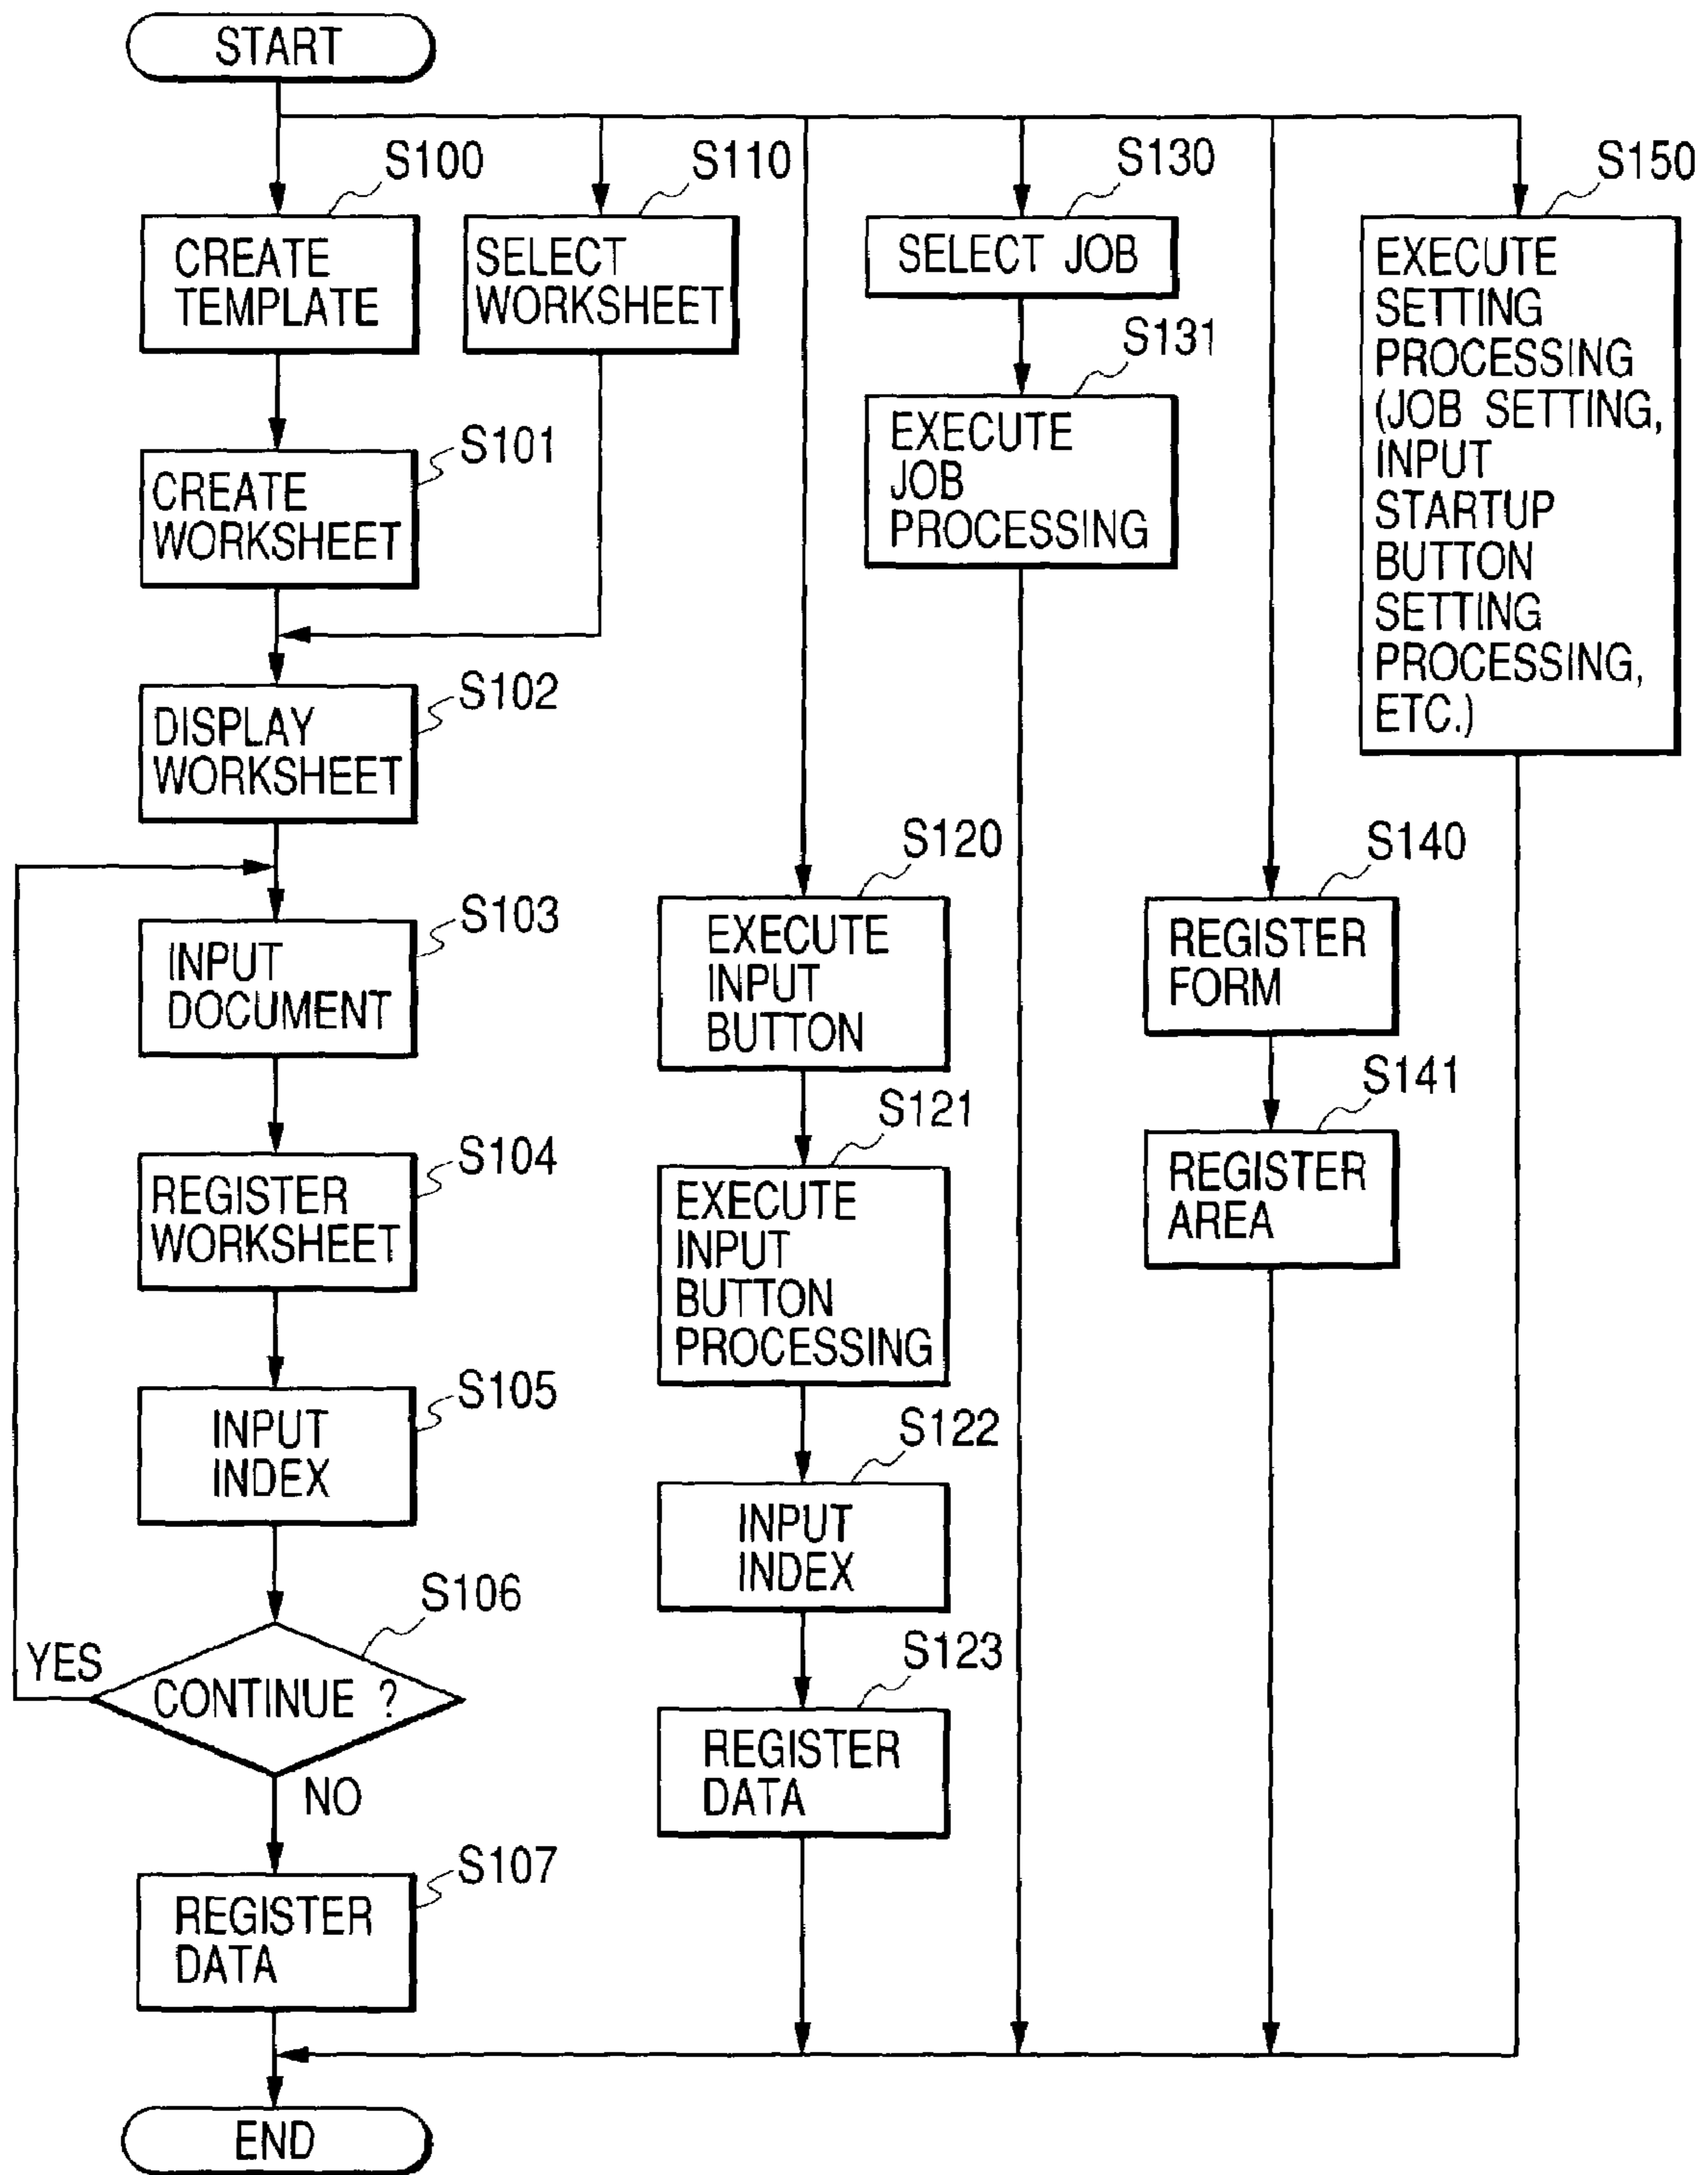 START
S100
CREATE
TEMPLATE
S101
CREATE
WORKSHEET
S102
DISPLAY
WORKSHEET
S103
INPUT
DOCUMENT
S104
REGISTER
WORKSHEET
S105
INPUT
INDEX
S106
CONTINUE ?
YES
NO
S107
REGISTER
DATA
END
S110
SELECT
WORKSHEET
S120
EXECUTE
INPUT
BUTTON
S121
EXECUTE
INPUT
BUTTON
PROCESSING
S122
INPUT
INDEX
S123
REGISTER
DATA
S130
SELECT JOB
S131
EXECUTE
JOB
PROCESSING
S140
REGISTER
FORM
S141
REGISTER
AREA
S150
EXECUTE
SETTING
PROCESSING
(JOB SETTING,
INPUT
STARTUP
BUTTON
SETTING
PROCESSING,
ETC.)